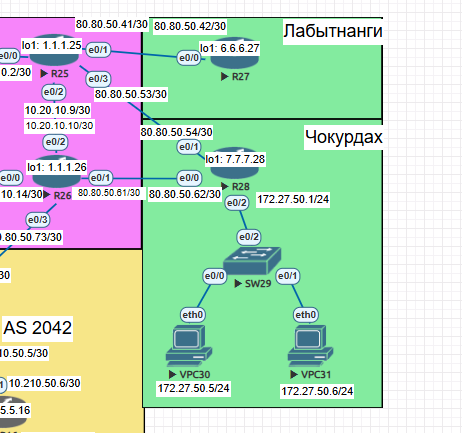 80.80.50.41/30
80.80.50.42/30
Лабытнанги
lo1: 1.1.1.25
e0/1
lo1: 6.6.6.27
e0/0
e0/0
R25
R27
0.2/30
e0/3
e0/2
80.80.50.53/30
10.20.10.9/30
10.20.10.10/30
80.80.50.54/30
Чокурдах
e0/2
e0/1
lo1: 7.7.7.28
lo1: 1.1.1.26
e0/0
e0/1
e0/0
R28
10.14/30
R26
80.80.50.61/30
80.80.50.62/30
e0/2
172.27.50.1/24
e0/3
0.80.50.73/30
e0/2
30
e0/0
e0/1
SW29
AS 2042
eth0
eth0
10.50.5/30
VPC30
VPC31
1
10.210.50.6/30
172.27.50.5/24
172.27.50.6/24
5.5.16